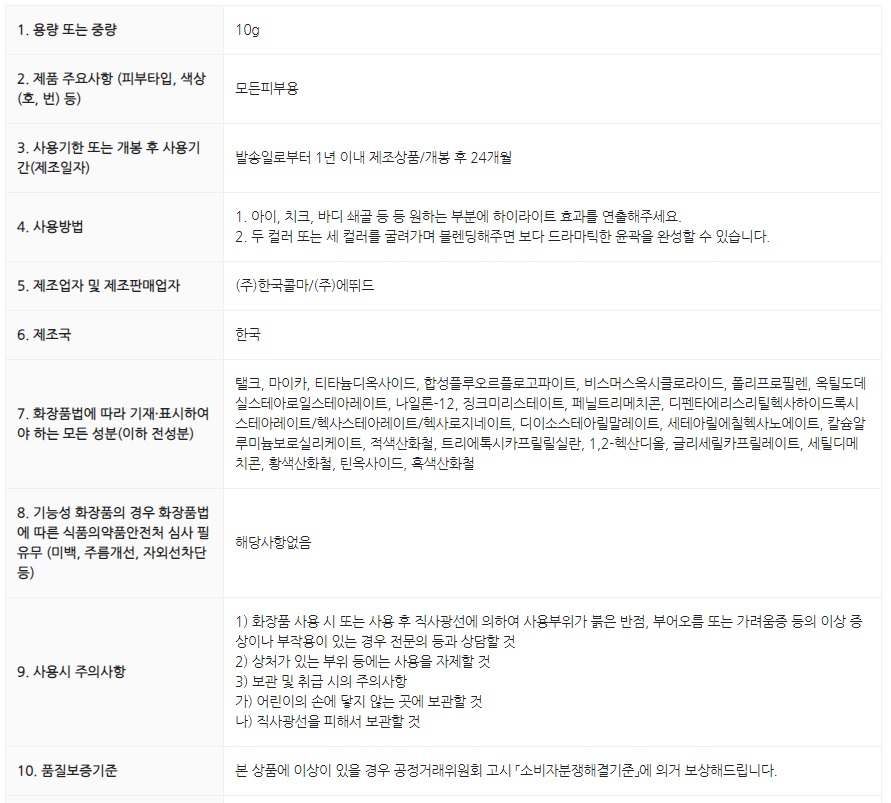 1. 용량 또는 중량
10g
2. 제품 주요사항 (피부타입, 색상
(호, 번) 등)
모든피부용
3. 사용기한 또는 개봉 후 사용기
간(제조일자)
발송일로부터 1년 이내 제조상품/개봉 후 24개월
4. 사용방법
1. 아이, 치크, 바디 쇄골 등 등 원하는 부분에 하이라이트 효과를 연출해주세요.
2. 두 컬러 또는 세 컬러를 굴려가며 블렌딩해주면 보다 드라마틱한 윤곽을 완성할 수 있습니다.
5. 제조업자 및 제조판매업자
(주)한국콜마/(주)에뛰드
6. 제조국
한국
7. 화장품법에 따라 기재·표시하여
야 하는 모든 성분(이하 전성분)
탤크, 마이카, 티타늄디옥사이드, 합성플루오르플로고파이트, 비스머스옥시클로라이드, 폴리프로필렌, 옥틸도데
실스테아로일스테아레이트, 나일론-12, 징크미리스테이트, 페닐트리메치콘, 디펜타에리스리틸헥사하이드록시
스테아레이트/헥사스테아레이트/헥사로지네이트, 디이소스테아릴말레이트, 세테아릴에칠헥사노에이트, 칼슘알
루미늄보로실리케이트, 적색산화철, 트리에톡시카프릴릴실란, 1,2-헥산디올, 글리세릴카프릴레이트, 세틸디메
치콘, 황색산화철, 틴옥사이드, 흑색산화철
8. 기능성 화장품의 경우 화장품법
에 따른 식품의약품안전처 심사 필
유무 (미백, 주름개선, 자외선차단
등)
해당사항없음
9. 사용시 주의사항
1) 화장품 사용 시 또는 사용 후 직사광선에 의하여 사용부위가 붉은 반점, 부어오름 또는 가려움증 등의 이상 증
상이나 부작용이 있는 경우 전문의 등과 상담할 것
2) 상처가 있는 부위 등에는 사용을 자제할 것
3) 보관 및 취급 시의 주의사항
가) 어린이의 손에 닿지 않는 곳에 보관할 것
나) 직사광선을 피해서 보관할 것
10. 품질보증기준
본 상품에 이상이 있을 경우 공정거래위원회 고시 「소비자분쟁해결기준」에 의거 보상해드립니다.